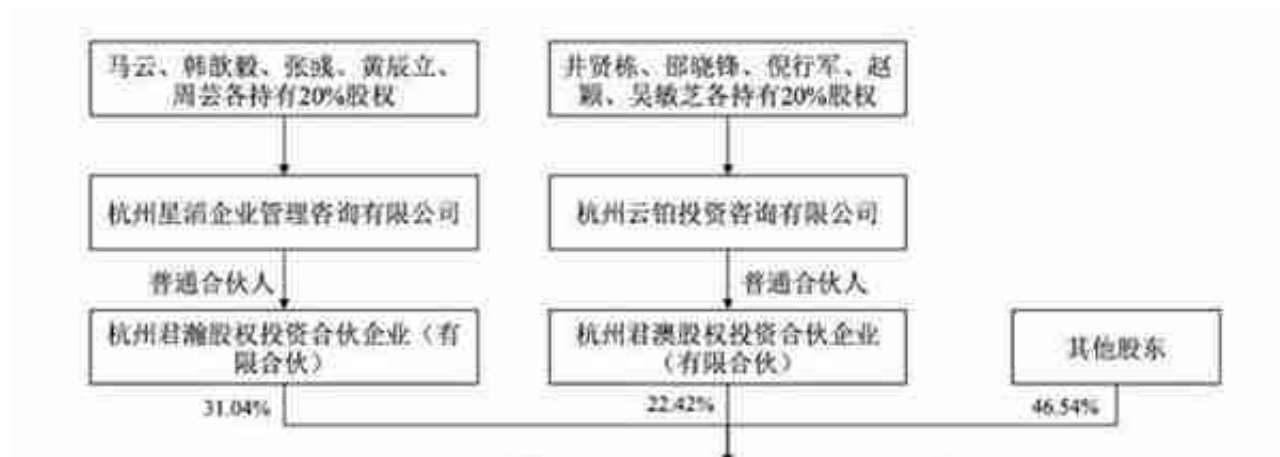 马云、韩歆毅、张彧、黄辰立、
周芸各持有20%股权
井贤栋、邵晓锋、倪行军、赵
颖、吴敏芝各持有20%股权
杭州星滔企业管理咨询有限公司
杭州云铂投资咨询有限公司
普通合伙人
普通合伙人
杭州君瀚股权投资合伙企业（有
限合伙）
杭州君澳股权投资合伙企业
（有限合伙）
其他股东
31.04%
22.42%
46.54%